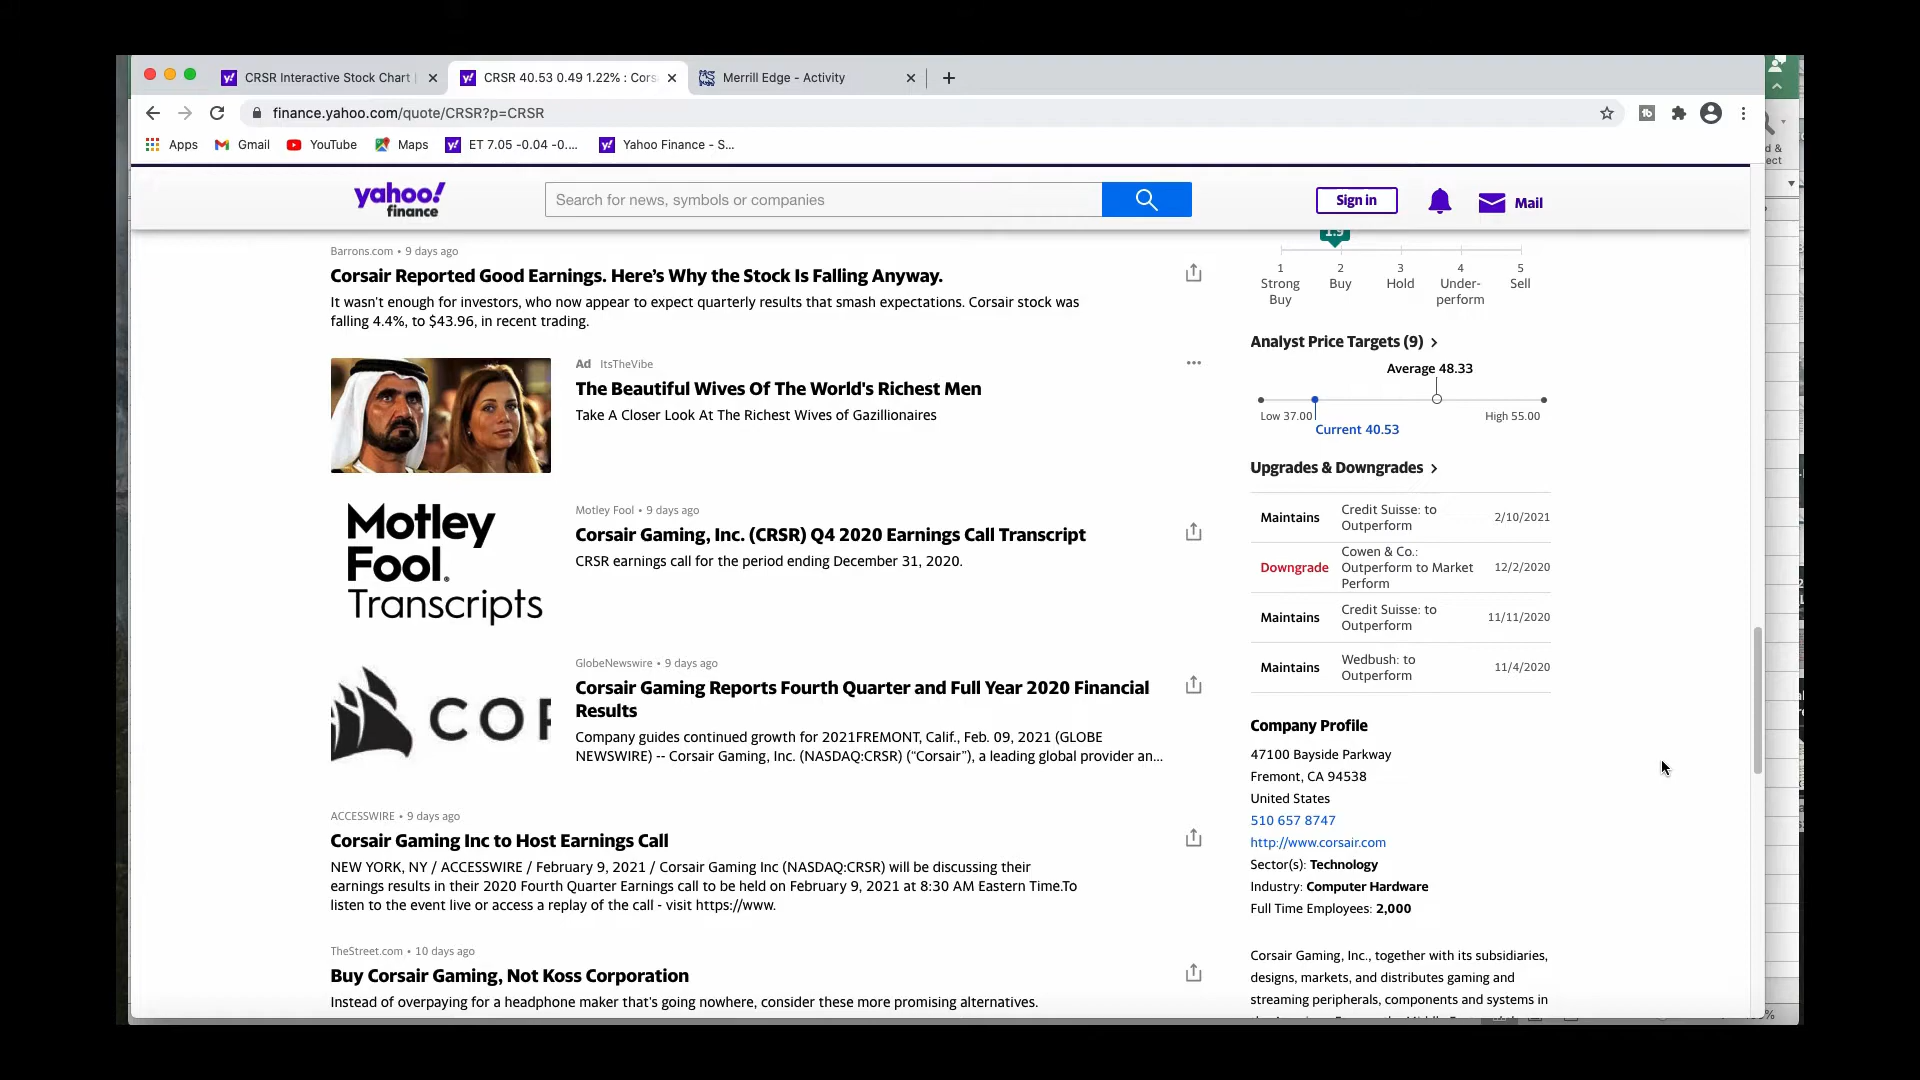 CRSR Interactive Stock Chart
CRSR 40.53 0.49 1.22% : Cors
Merrill Edge - Activity
finance.yahoo.com/quote/CRSR?p=CRSR
Apps
Gmail
YouTube
Maps
ET 7.05 -0.04 -0....
Yahoo Finance - S...
yahoo!
finance
Search for news, symbols or companies
Sign in
Mail
Barrons.com • 9 days ago
Corsair Reported Good Earnings. Here's Why the Stock Is Falling Anyway.
It wasn't enough for investors, who now appear to expect quarterly results that smash expectations. Corsair stock was
falling 4.4%, to $43.96, in recent trading.
Ad ItsTheVibe
The Beautiful Wives Of The World's Richest Men
Take A Closer Look At The Richest Wives of Gazillionaires
Motley
Fool.
Transcripts
Motley Fool • 9 days ago
Corsair Gaming, Inc. (CRSR) Q4 2020 Earnings Call Transcript
CRSR earnings call for the period ending December 31, 2020.
COR
GlobeNewswire • 9 days ago
Corsair Gaming Reports Fourth Quarter and Full Year 2020 Financial
Results
Company guides continued growth for 2021FREMONT, Calif., Feb. 09, 2021 (GLOBE
NEWSWIRE) -- Corsair Gaming, Inc. (NASDAQ:CRSR) (“Corsair”), a leading global provider an...
ACCESSWIRE • 9 days ago
Corsair Gaming Inc to Host Earnings Call
NEW YORK, NY / ACCESSWIRE / February 9, 2021 / Corsair Gaming Inc (NASDAQ:CRSR) will be discussing their
earnings results in their 2020 Fourth Quarter Earnings call to be held on February 9, 2021 at 8:30 AM Eastern Time.To
listen to the event live or access a replay of the call - visit https://www.
TheStreet.com • 10 days ago
Buy Corsair Gaming, Not Koss Corporation
Instead of overpaying for a headphone maker that's going nowhere, consider these more promising alternatives.
1.9
1 2 3 4 5
Strong Buy Hold Under- Sell
Buy perform
Analyst Price Targets (9)
Average 48.33
Low 37.00 High 55.00
Current 40.53
Upgrades & Downgrades
Maintains Credit Suisse: to Outperform 2/10/2021
Downgrade Cowen & Co.: Outperform to Market Perform 12/2/2020
Maintains Credit Suisse: to Outperform 11/11/2020
Maintains Wedbush: to Outperform 11/4/2020
Company Profile
47100 Bayside Parkway
Fremont, CA 94538
United States
510 657 8747
http://www.corsair.com
Sector(s): Technology
Industry: Computer Hardware
Full Time Employees: 2,000
Corsair Gaming, Inc., together with its subsidiaries,
designs, markets, and distributes gaming and
streaming peripherals, components and systems in